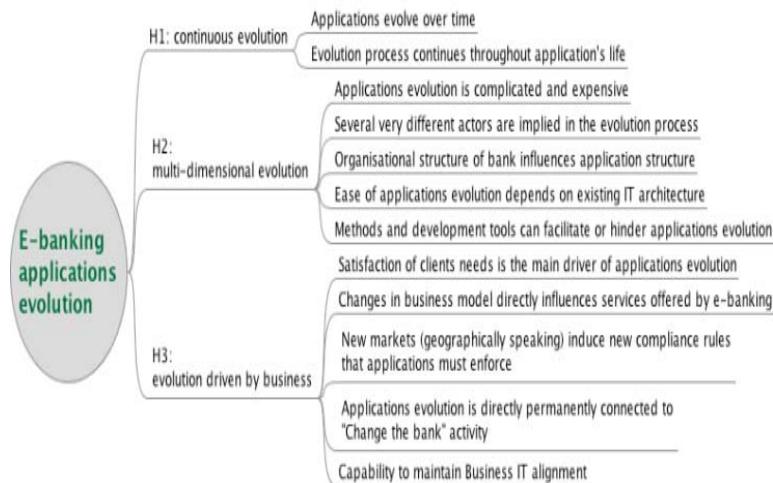 E-banking
applications
evolution
H1: continuous evolution
Applications evolve over time
Evolution process continues throughout application's life
H2:
multi-dimensional evolution
Applications evolution is complicated and expensive
Several very different actors are implied in the evolution process
Organisational structure of bank influences application structure
Ease of applications evolution depends on existing IT architecture
Methods and development tools can facilitate or hinder applications evolution
H3:
evolution driven by business
Satisfaction of clients needs is the main driver of applications evolution
Changes in business model directly influences services offered by e-banking
New markets (geographically speaking) induce new compliance rules
that applications must enforce
Applications evolution is directly permanently connected to
"Change the bank" activity
Capability to maintain Business IT alignment